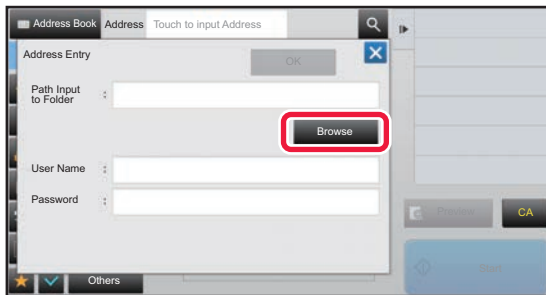 Address Book Address Touch to input Address
Address Entry OK
Path Input
to Folder :
Browse
User Name :
Password :
Preview CA
Start
Others